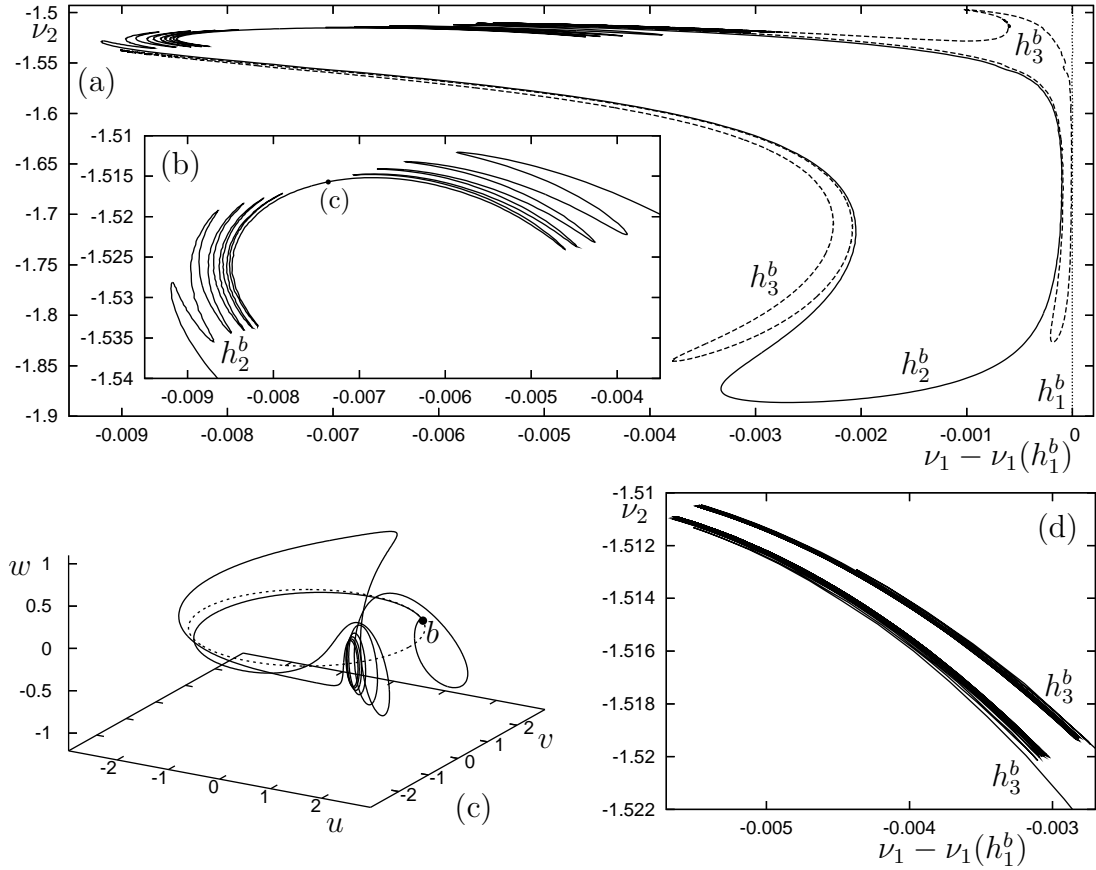 -1.5
ν₂
-1.55
(a)
-1.6
-1.65
-1.7
-1.75
-1.8
-1.85
-1.9
h₃ᵇ
h₃ᵇ
h₂ᵇ
h₁ᵇ
-0.009 -0.008 -0.007 -0.006 -0.005 -0.004 -0.003 -0.002 -0.001 0
ν₁ − ν₁(h₁ᵇ)
-1.51
(b)
-1.515
(c)
-1.52
-1.525
-1.53
-1.535
h₂ᵇ
-1.54
-0.009 -0.008 -0.007 -0.006 -0.005 -0.004
w
1
0.5
0
-0.5
-1
b
-2 -1 0 1 2
u
-2 -1 0 1 2
v
(c)
-1.51
ν₂
(d)
-1.512
-1.514
-1.516
-1.518
-1.52
-1.522
h₃ᵇ
h₃ᵇ
-0.005 -0.004 -0.003
ν₁ − ν₁(h₁ᵇ)